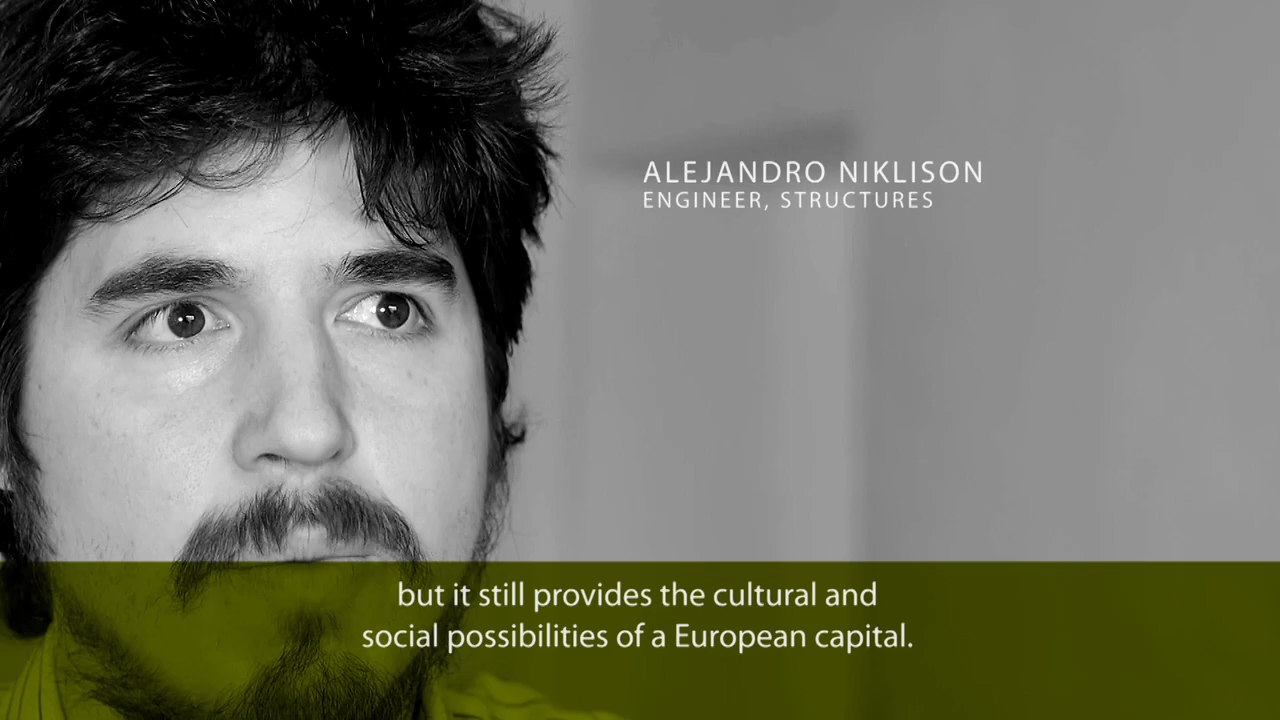 ALEJANDRO NIKLISON
ENGINEER, STRUCTURES
but it still provides the cultural and
social possibilities of a European capital.